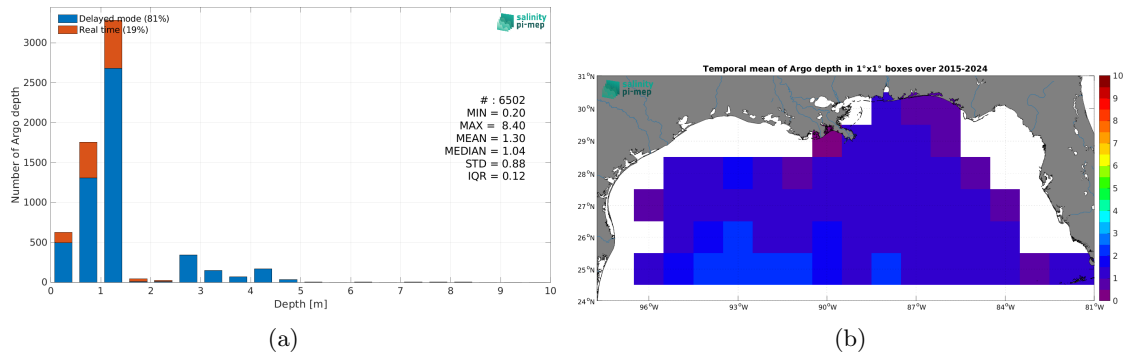 Delayed mode (81%)
Real time (19%)
salinity
pi-mep
Number of Argo depth
3000
2500
2000
1500
1000
500
0
# : 6502
MIN = 0.20
MAX = 8.40
MEAN = 1.30
MEDIAN = 1.04
STD = 0.88
IQR = 0.12
0 1 2 3 4 5 6 7 8 9 10
Depth [m]
(a)
Temporal mean of Argo depth in 1°x1° boxes over 2015-2024
salinity
pi-mep
31°N
30°N
29°N
28°N
27°N
26°N
25°N
24°N
96°W 93°W 90°W 87°W 84°W 81°W
10
9
8
7
6
5
4
3
2
1
0
(b)